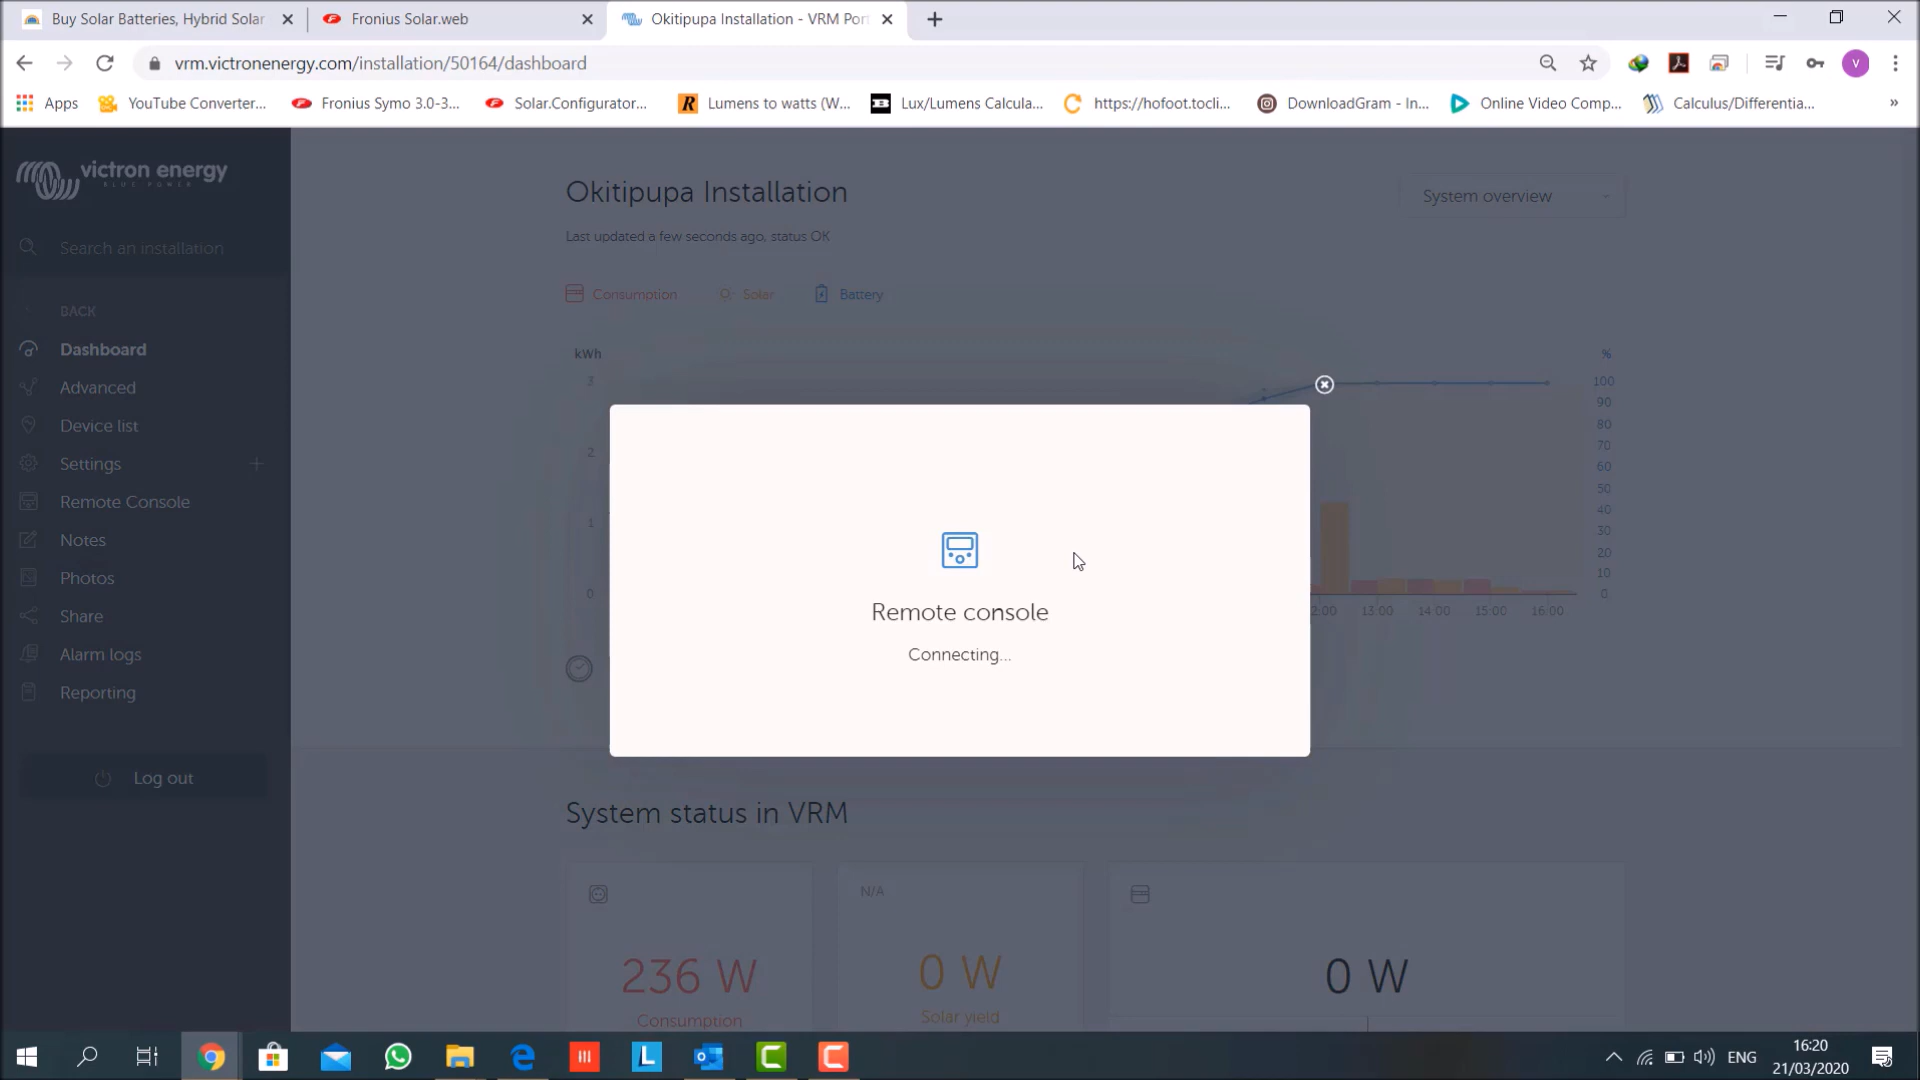 Buy Solar Batteries, Hybrid Solar
Fronius Solar.web
Okitipupa Installation - VRM Port
vrm.victronenergy.com/installation/50164/dashboard
V
Apps
YouTube Converter...
Fronius Symo 3.0-3...
Solar.Configurator...
Lumens to watts (W...
Lux/Lumens Calcula...
https://hofoot.tocli...
DownloadGram - In...
Online Video Comp...
Calculus/Differentia...
»
victron energy
BLUE POWER
Search an installation
BACK
Dashboard
Advanced
Device list
Settings
Remote Console
Notes
Photos
Share
Alarm logs
Reporting
Log out
Okitipupa Installation
System overview
Last updated a few seconds ago, status OK
Consumption
Solar
Battery
kWh
3
2
1
0
%
100
90
80
70
60
50
40
30
20
10
0
2:00
13:00
14:00
15:00
16:00
Remote console
Connecting...
System status in VRM
236 W
Consumption
N/A
0 W
Solar yield
0 W
ENG
16:20
21/03/2020